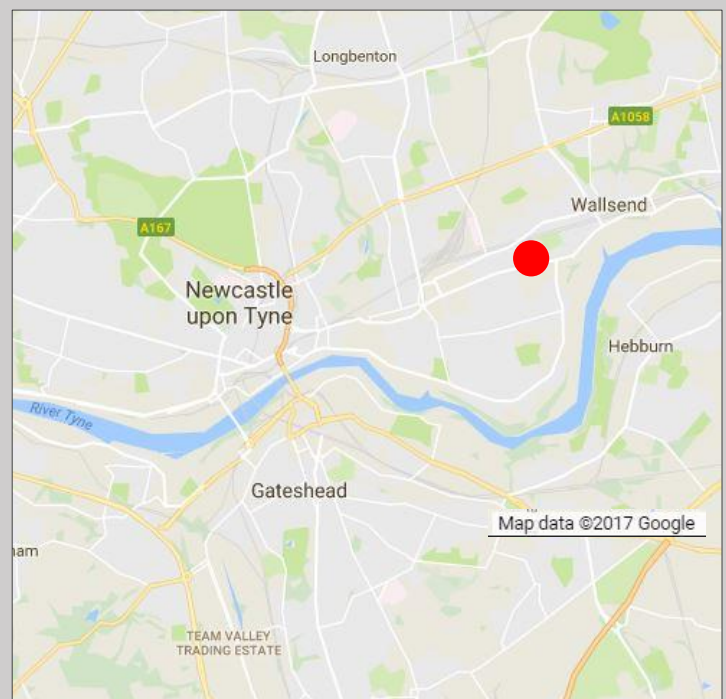 Longbenton
A1058
Wallsend
A167
Newcastle
upon Tyne
Hebburn
River Tyne
Gateshead
Map data ©2017 Google
ham
TEAM VALLEY
TRADING ESTATE